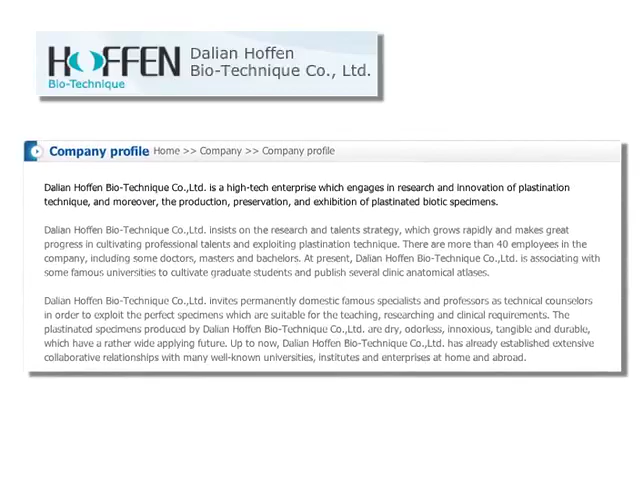 HOFFEN
Bio-Technique
Dalian Hoffen
Bio-Technique Co., Ltd.
Company profile Home >> Company >> Company profile
Dalian Hoffen Bio-Technique Co.,Ltd. is a high-tech enterprise which engages in research and innovation of plastination
technique, and moreover, the production, preservation, and exhibition of plastinated biotic specimens.
Dalian Hoffen Bio-Technique Co.,Ltd. insists on the research and talents strategy, which grows rapidly and makes great
progress in cultivating professional talents and exploiting plastination technique. There are more than 40 employees in the
company, including some doctors, masters and bachelors. At present, Dalian Hoffen Bio-Technique Co.,Ltd. is associating with
some famous universities to cultivate graduate students and publish several clinic anatomical atlases.
Dalian Hoffen Bio-Technique Co.,Ltd. invites permanently domestic famous specialists and professors as technical counselors
in order to exploit the perfect specimens which are suitable for the teaching, researching and clinical requirements. The
plastinated specimens produced by Dalian Hoffen Bio-Technique Co.,Ltd. are dry, odorless, innoxious, tangible and durable,
which have a rather wide applying future. Up to now, Dalian Hoffen Bio-Technique Co.,Ltd. has already established extensive
collaborative relationships with many well-known universities, institutes and enterprises at home and abroad.